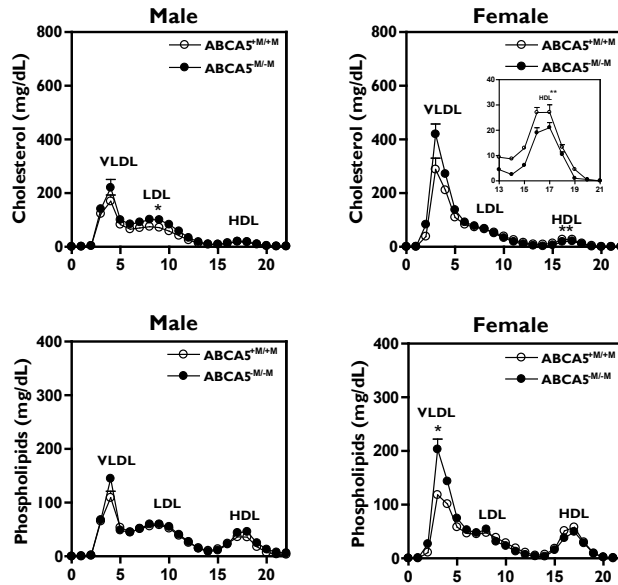 Male
Cholesterol (mg/dL)
800
600
400
200
0
ABCA5+M/+M
ABCA5-M/-M
VLDL
LDL
*
HDL
0 5 10 15 20
Female
Cholesterol (mg/dL)
800
600
400
200
0
ABCA5+M/+M
ABCA5-M/-M
40
30
20
10
0
HDL**
13 15 17 19 21
VLDL
LDL
HDL
**
0 5 10 15 20
Male
Phospholipids (mg/dL)
400
300
200
100
0
ABCA5+M/+M
ABCA5-M/-M
VLDL
LDL
HDL
0 5 10 15 20
Female
Phospholipids (mg/dL)
400
300
200
100
0
ABCA5+M/+M
ABCA5-M/-M
VLDL
*
LDL
HDL
0 5 10 15 20